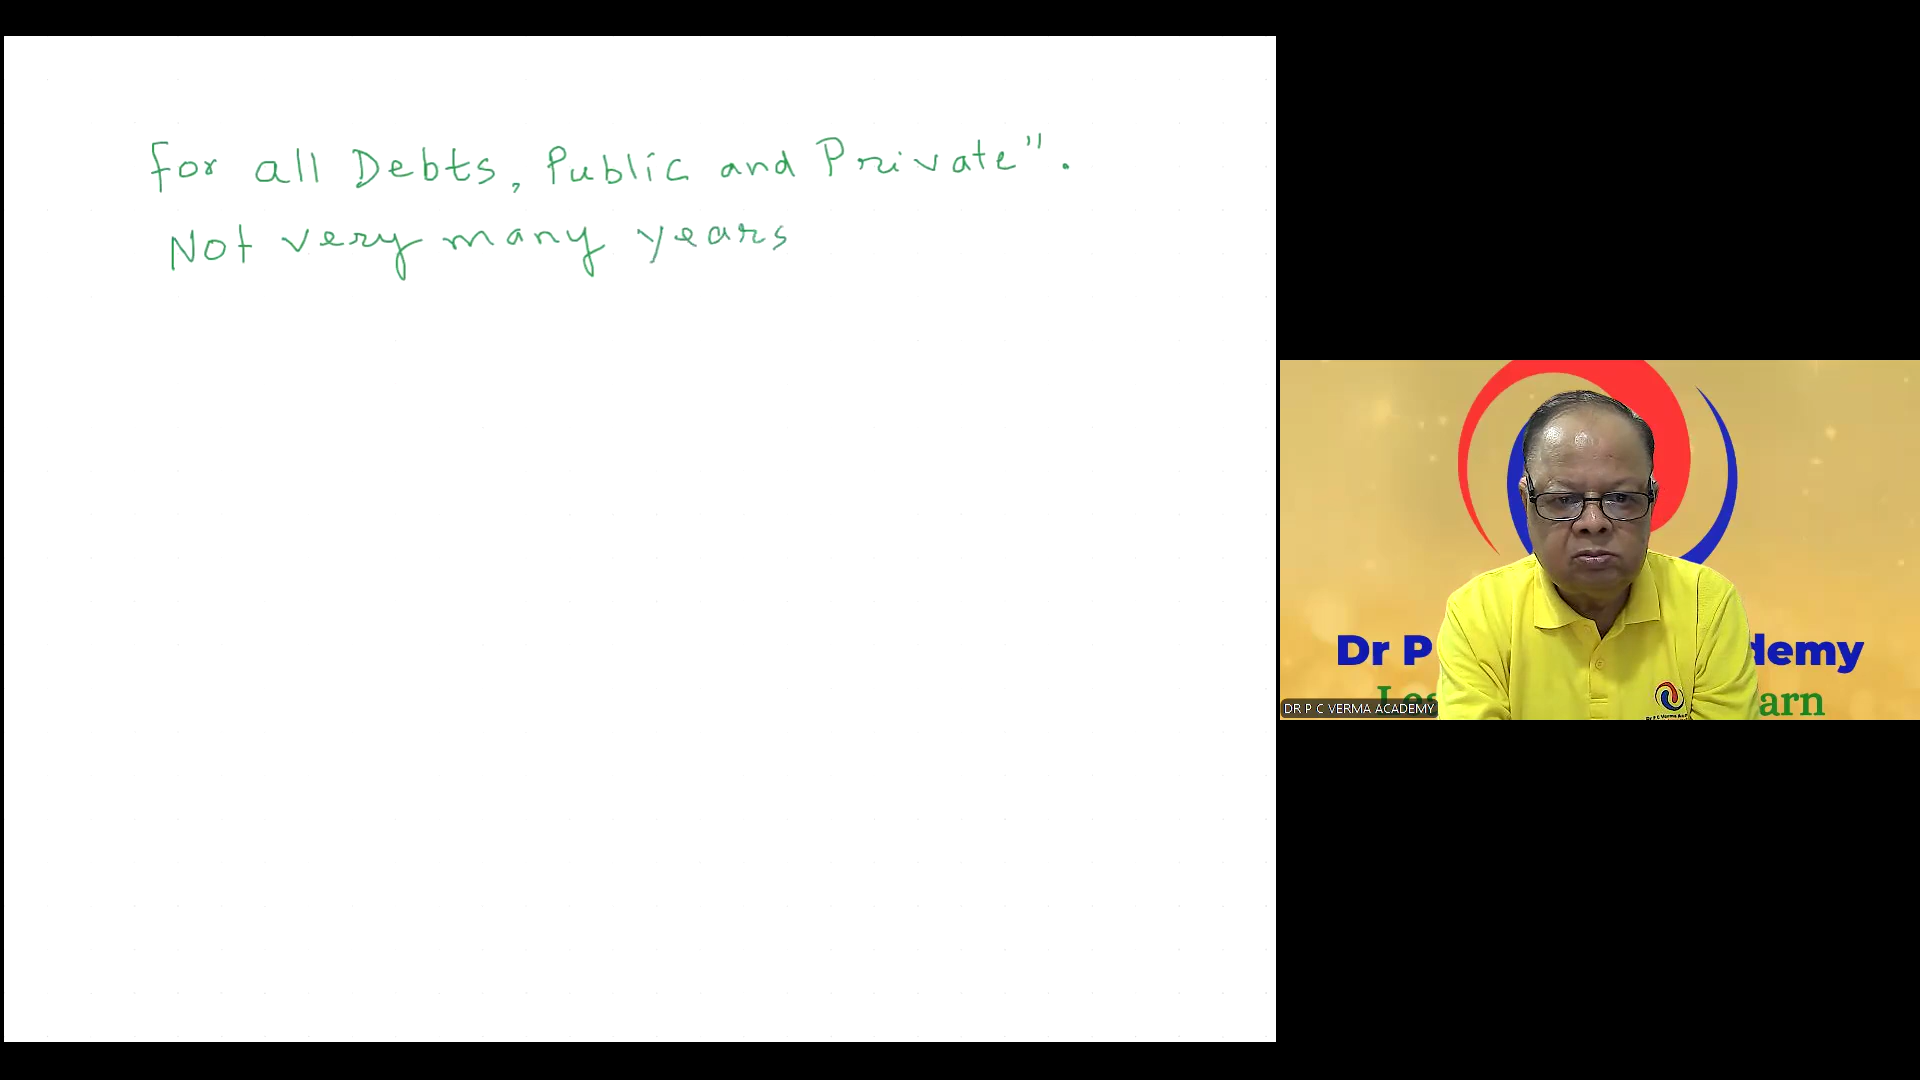 for all Debts, Public and Private".
Not very many years
Dr P demy
arn
DR P C VERMA ACADEMY